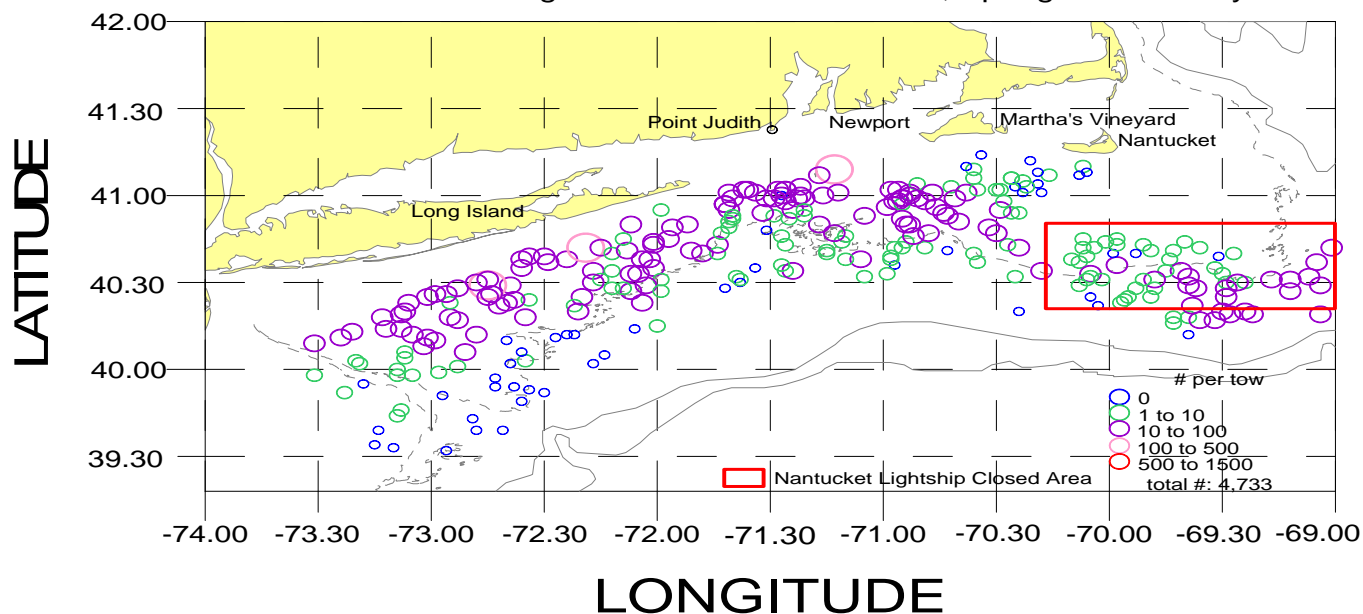 42.00
41.30
41.00
40.30
40.00
39.30
LATITUDE
Point Judith
Newport
Martha's Vineyard
Nantucket
Long Island
# per tow
0
1 to 10
10 to 100
100 to 500
500 to 1500
total #: 4,733
Nantucket Lightship Closed Area
-74.00 -73.30 -73.00 -72.30 -72.00 -71.30 -71.00 -70.30 -70.00 -69.30 -69.00
LONGITUDE